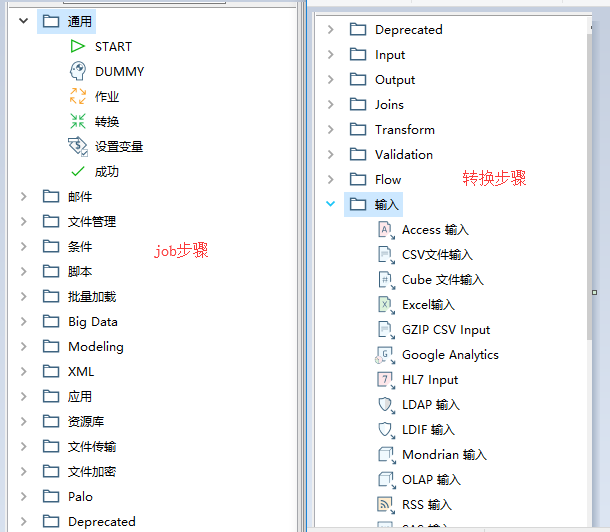 通用
START
DUMMY
作业
转换
设置变量
成功
邮件
文件管理
条件
job步骤
脚本
批量加载
Big Data
Modeling
XML
应用
资源库
文件传输
文件加密
Palo
Deprecated
Deprecated
Input
Output
Joins
Transform
Validation
Flow
转换步骤
输入
Access 输入
CSV文件输入
Cube 文件输入
Excel输入
GZIP CSV Input
Google Analytics
HL7 Input
LDAP 输入
LDIF 输入
Mondrian 输入
OLAP 输入
RSS 输入